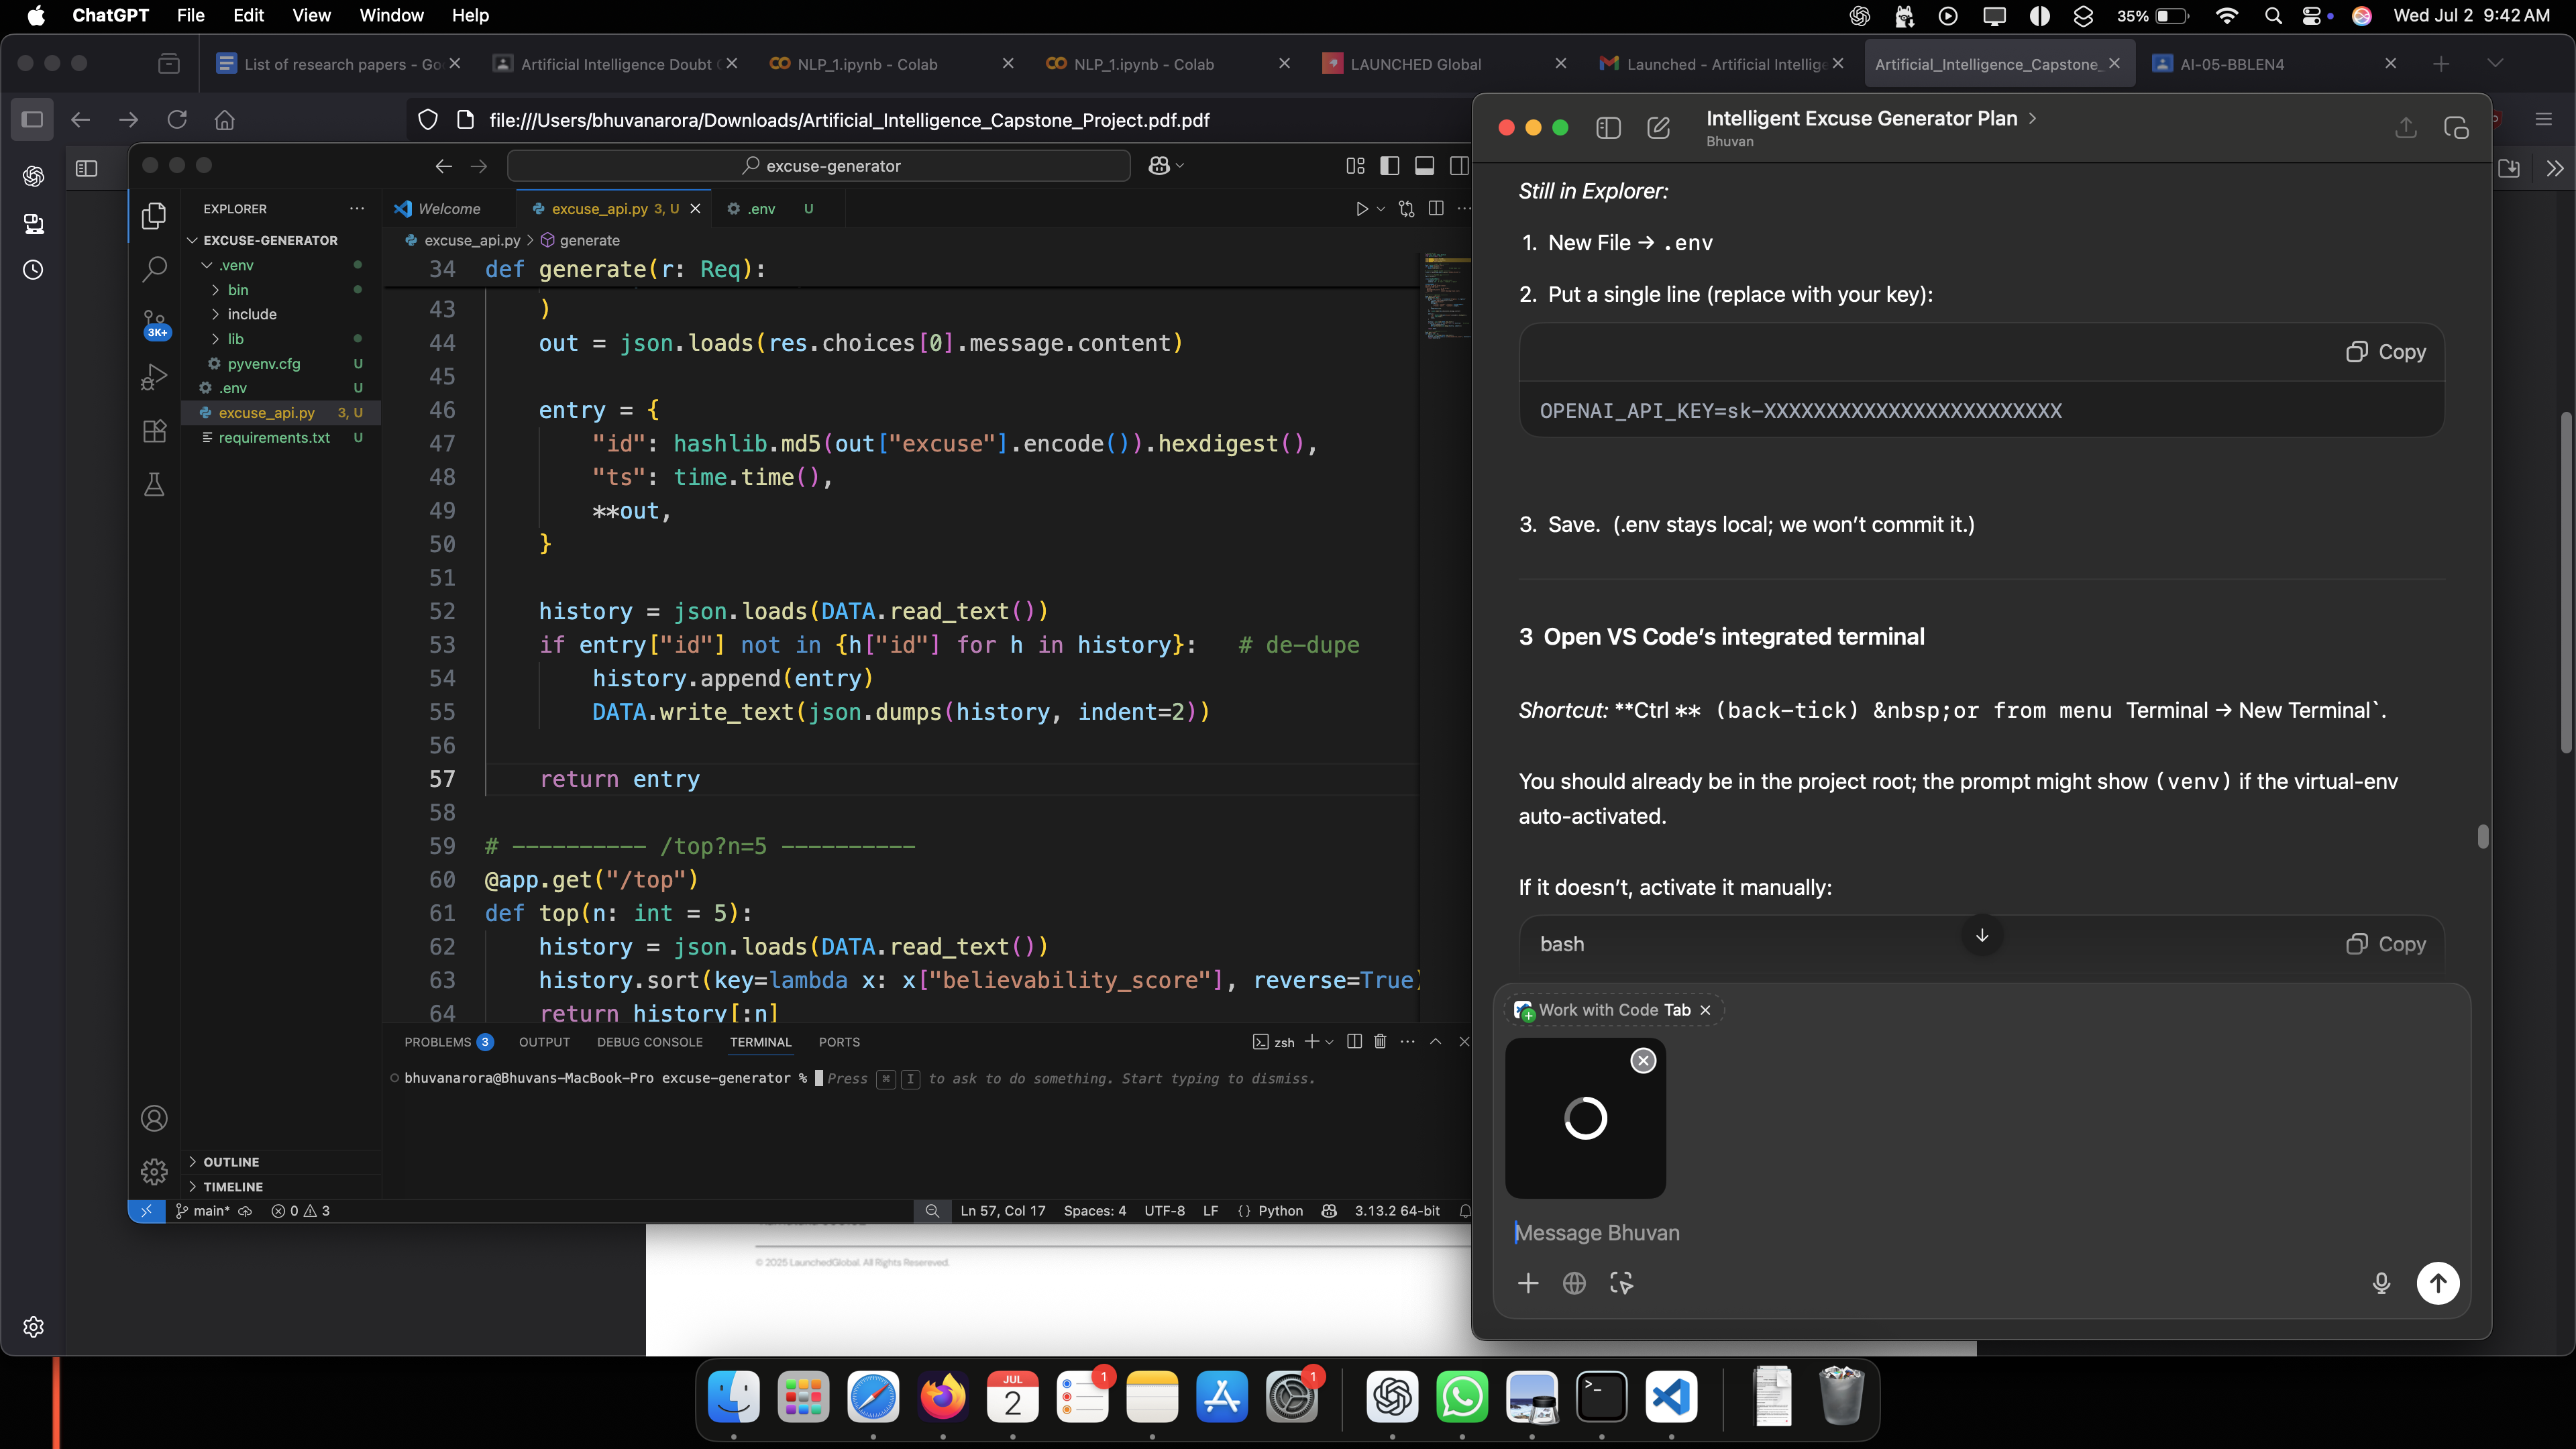 ChatGPT File Edit View Window Help 35% Wed Jul 2 9:42 AM
List of research papers - Go Artificial Intelligence Doubt NLP_1.ipynb - Colab NLP_1.ipynb - Colab LAUNCHED Global Launched - Artificial Intellige Artificial_Intelligence_Capstone_ AI-05-BBLEN4
file:///Users/bhuvanarora/Downloads/Artificial_Intelligence_Capstone_Project.pdf.pdf
excuse-generator
EXPLORER
EXCUSE-GENERATOR
.venv
bin
include
lib
pyvenv.cfg U
.env U
excuse_api.py 3, U
requirements.txt U
3K+
OUTLINE
TIMELINE
Welcome excuse_api.py 3, U .env U
excuse_api.py > generate
34 def generate(r: Req):
43 )
44 out = json.loads(res.choices[0].message.content)
45
46 entry = {
47 "id": hashlib.md5(out["excuse"].encode()).hexdigest(),
48 "ts": time.time(),
49 **out,
50 }
51
52 history = json.loads(DATA.read_text())
53 if entry["id"] not in {h["id"] for h in history}: # de-dupe
54 history.append(entry)
55 DATA.write_text(json.dumps(history, indent=2))
56
57 return entry
58
59 # ---------- /top?n=5 ----------
60 @app.get("/top")
61 def top(n: int = 5):
62 history = json.loads(DATA.read_text())
63 history.sort(key=lambda x: x["believability_score"], reverse=True)
64 return history[:n]
PROBLEMS 3 OUTPUT DEBUG CONSOLE TERMINAL PORTS zsh
bhuvanarora@Bhuvans-MacBook-Pro excuse-generator % Press ⌘ I to ask to do something. Start typing to dismiss.
main* 0 3 Ln 57, Col 17 Spaces: 4 UTF-8 LF {} Python 3.13.2 64-bit
© 2025 LaunchedGlobal. All Rights Resereved.
Intelligent Excuse Generator Plan >
Bhuvan
Still in Explorer:
1. New File → .env
2. Put a single line (replace with your key):
Copy
OPENAI_API_KEY=sk-XXXXXXXXXXXXXXXXXXXXXXXX
3. Save. (.env stays local; we won’t commit it.)
3 Open VS Code’s integrated terminal
Shortcut: **Ctrl ** (back-tick) &nbsp;or from menu Terminal → New Terminal`.
You should already be in the project root; the prompt might show (venv) if the virtual-env
auto-activated.
If it doesn’t, activate it manually:
bash Copy
Work with Code Tab
Message Bhuvan
JUL
2
1
1